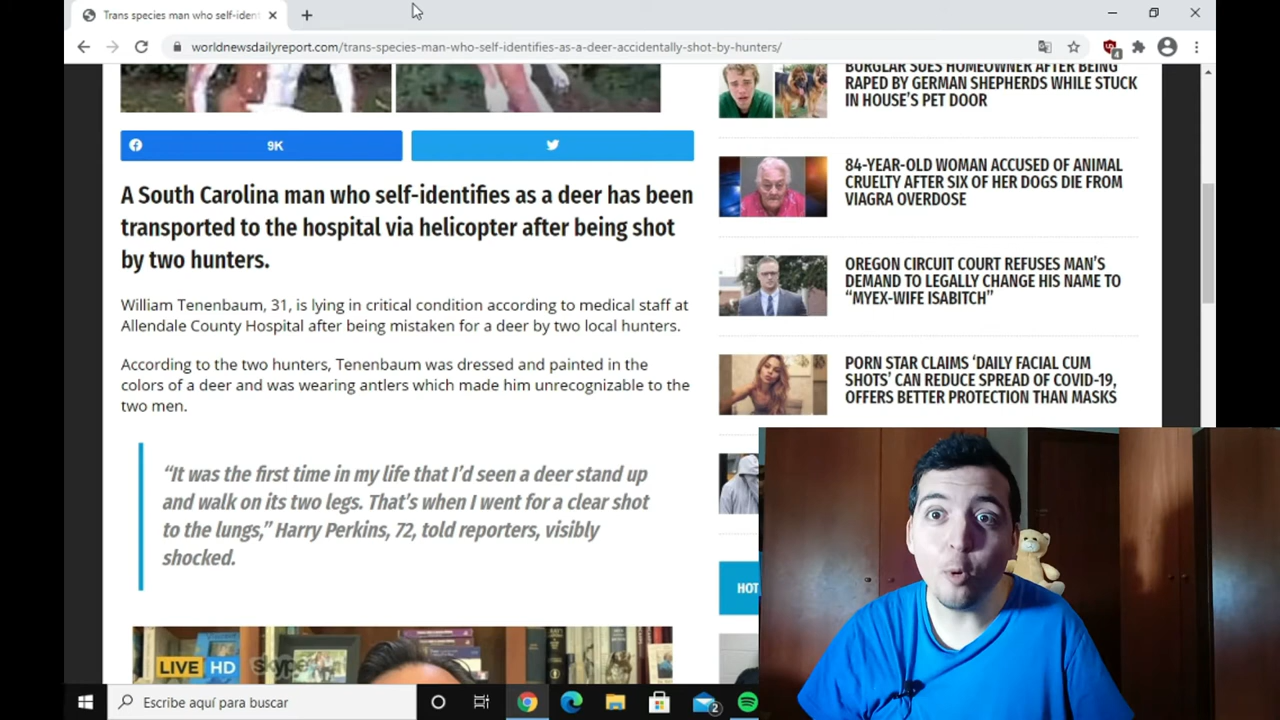 Trans species man who self-ident
worldnewsdailyreport.com/trans-species-man-who-self-identifies-as-a-deer-accidentally-shot-by-hunters/
4
9K
A South Carolina man who self-identifies as a deer has been
transported to the hospital via helicopter after being shot
by two hunters.
William Tenenbaum, 31, is lying in critical condition according to medical staff at
Allendale County Hospital after being mistaken for a deer by two local hunters.
According to the two hunters, Tenenbaum was dressed and painted in the
colors of a deer and was wearing antlers which made him unrecognizable to the
two men.
“It was the first time in my life that I’d seen a deer stand up
and walk on its two legs. That’s when I went for a clear shot
to the lungs,” Harry Perkins, 72, told reporters, visibly
shocked.
LIVE HD skype
BURGLAR SUES HOMEOWNER AFTER BEING
RAPED BY GERMAN SHEPHERDS WHILE STUCK
IN HOUSE’S PET DOOR
84-YEAR-OLD WOMAN ACCUSED OF ANIMAL
CRUELTY AFTER SIX OF HER DOGS DIE FROM
VIAGRA OVERDOSE
OREGON CIRCUIT COURT REFUSES MAN’S
DEMAND TO LEGALLY CHANGE HIS NAME TO
“MYEX-WIFE ISABITCH”
PORN STAR CLAIMS ‘DAILY FACIAL CUM
SHOTS’ CAN REDUCE SPREAD OF COVID-19,
OFFERS BETTER PROTECTION THAN MASKS
HOT
Escribe aquí para buscar
2